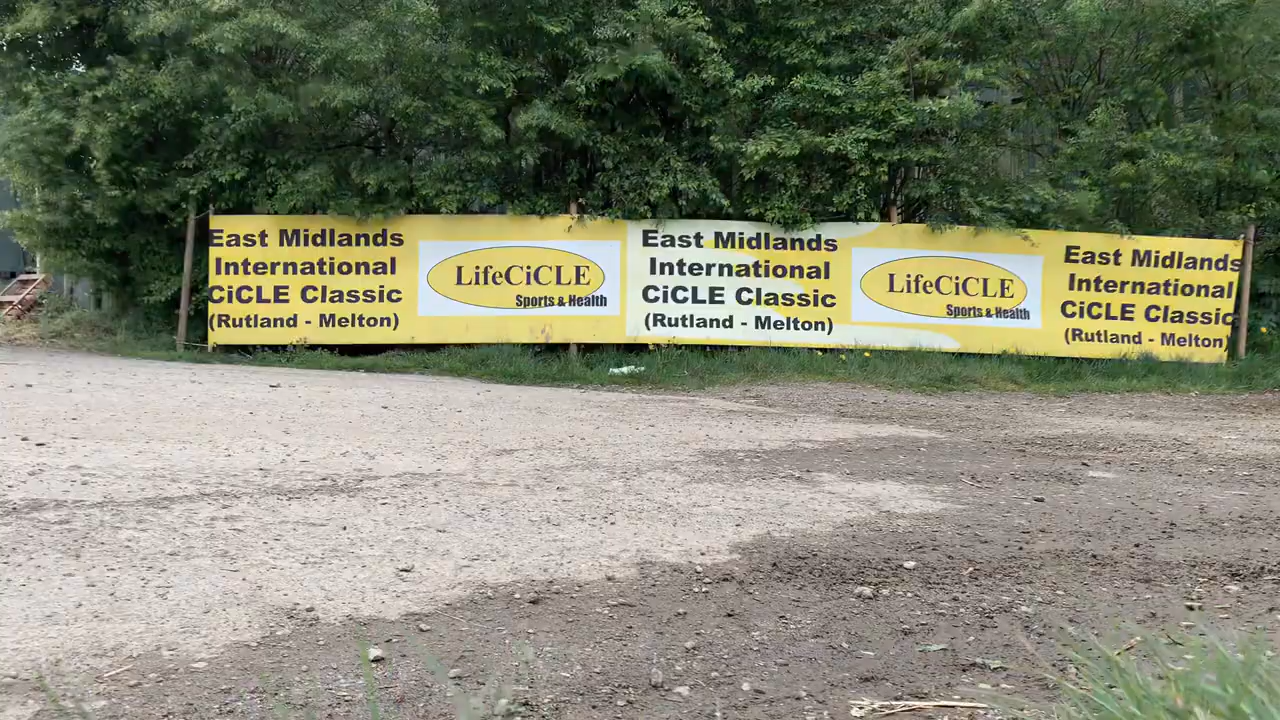 East Midlands
International
CiCLE Classic
(Rutland - Melton)
LifeCiCLE
Sports & Health
East Midlands
International
CiCLE Classic
(Rutland - Melton)
LifeCiCLE
Sports & Health
East Midlands
International
CiCLE Classic
(Rutland - Melton)